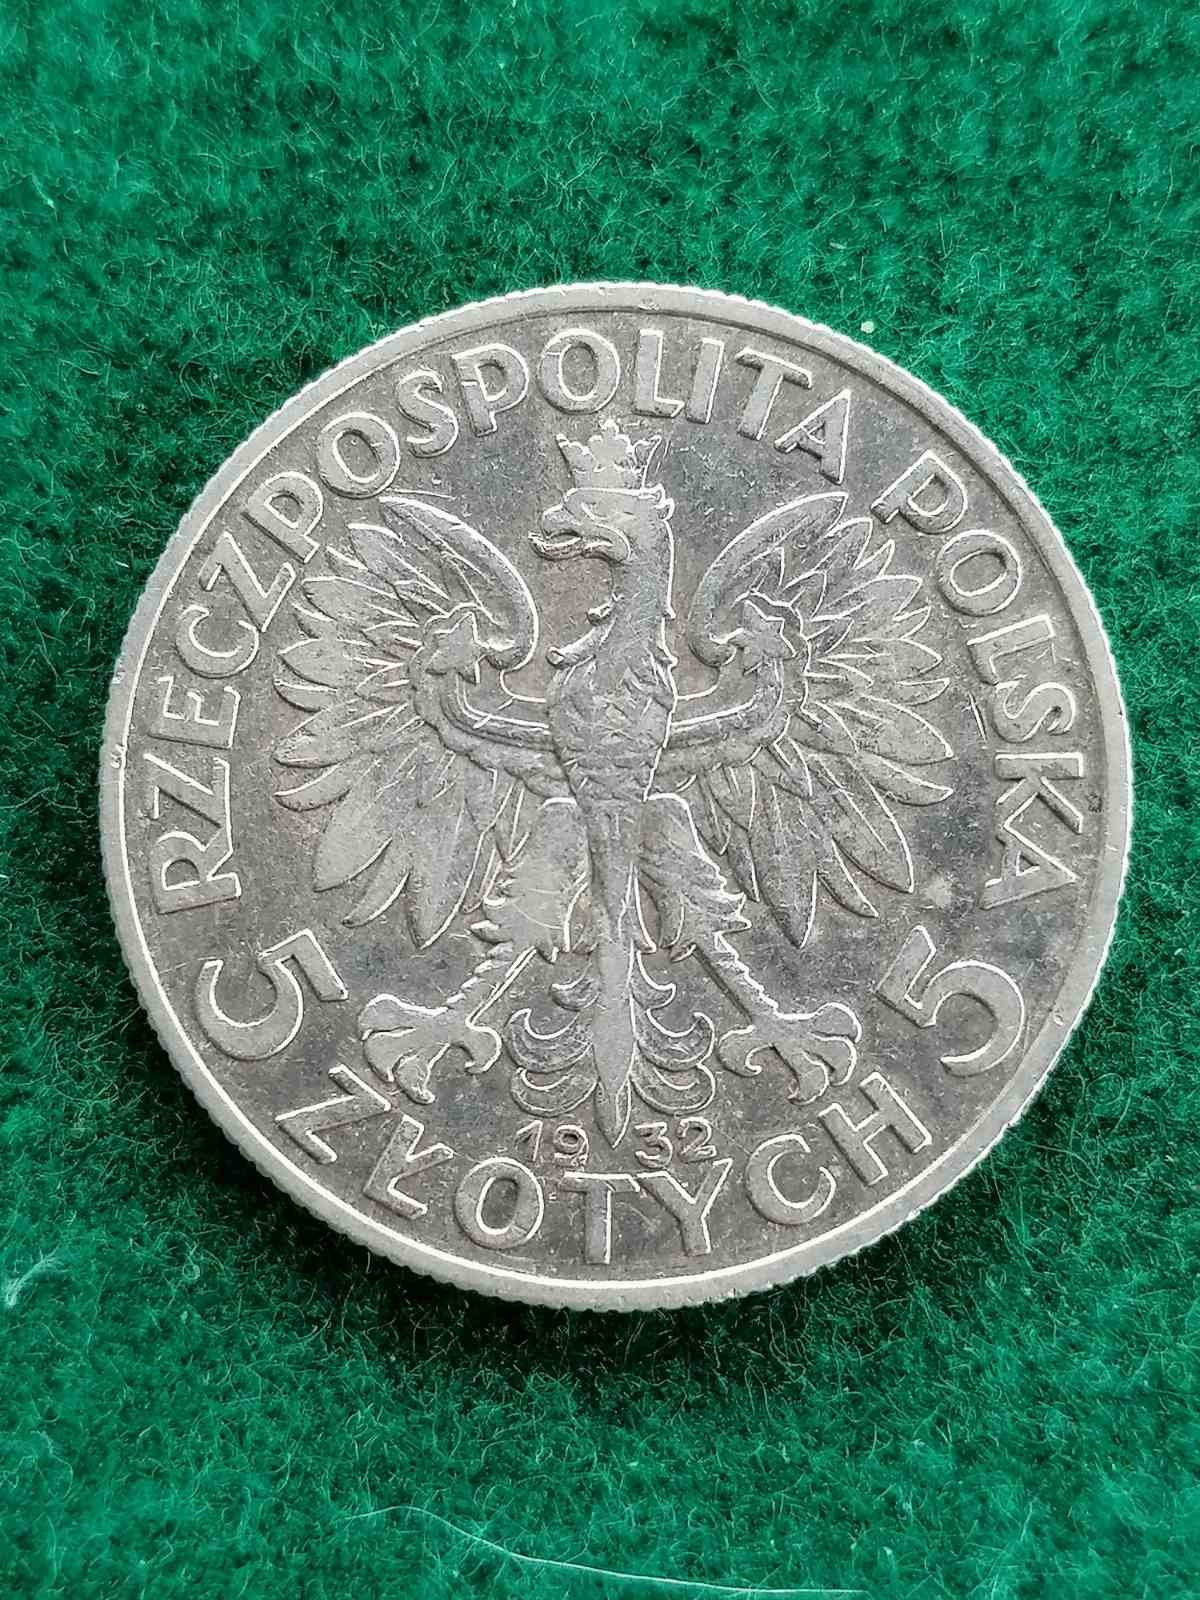 RZECZPOSPOLITA POLSKA
5 ZŁOTYCH 5
1932